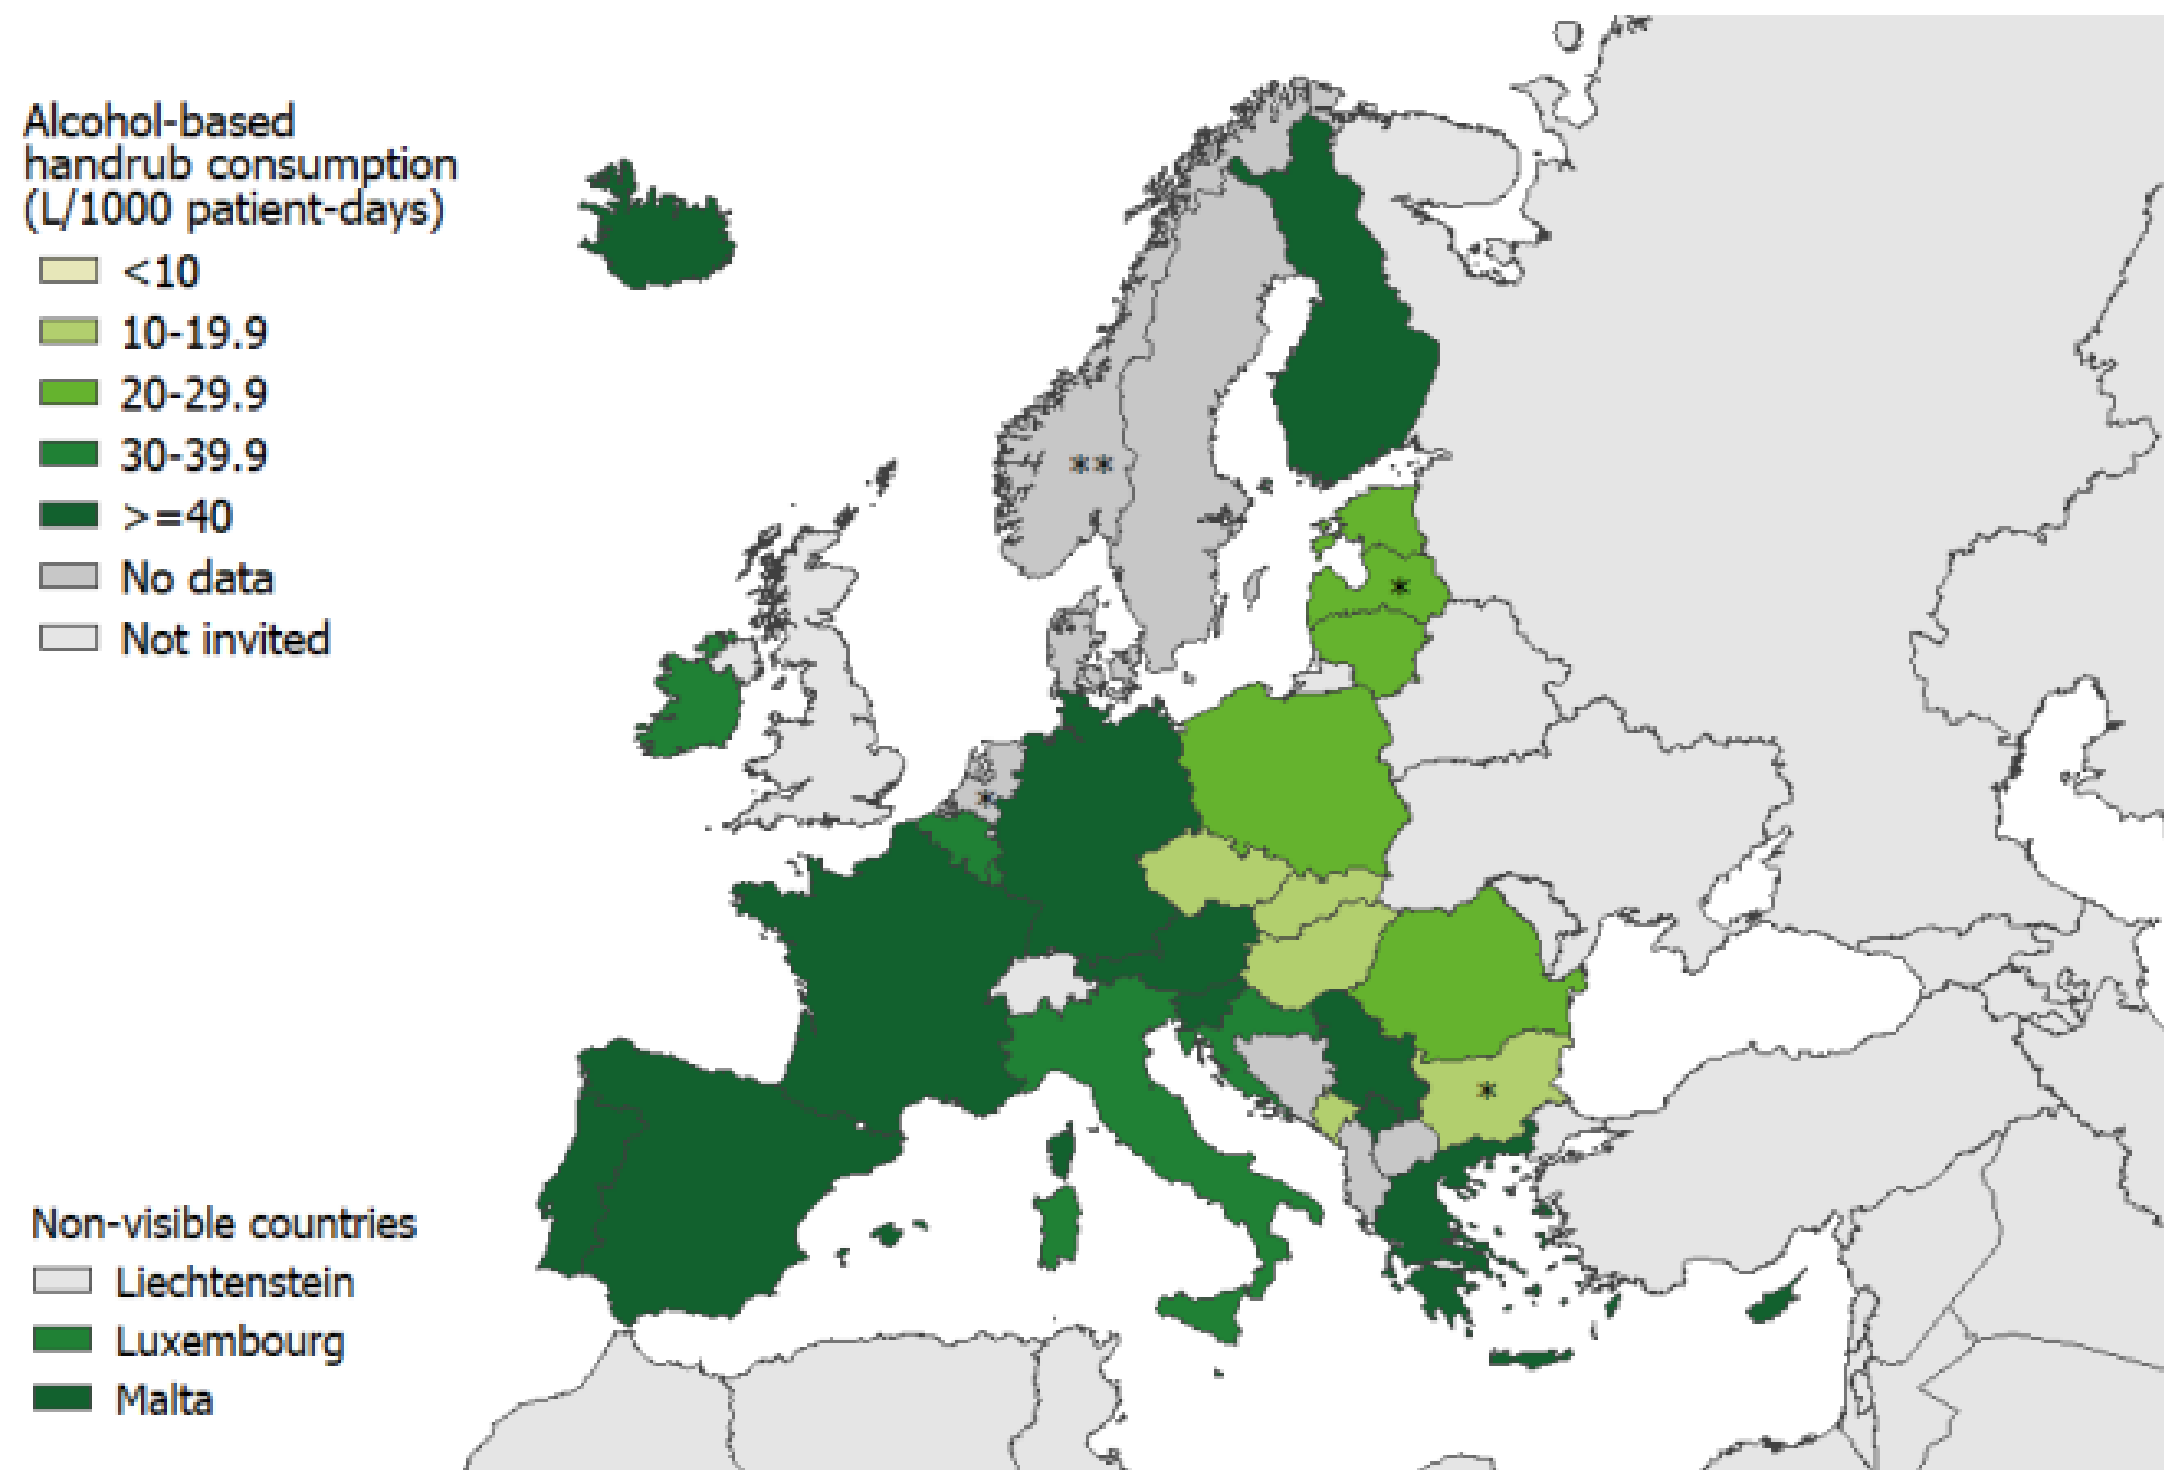 Alcohol-based
handrub consumption
(L/1000 patient-days)
<10
10-19.9
20-29.9
30-39.9
>=40
No data
Not invited
**
*
*
*
Non-visible countries
Liechtenstein
Luxembourg
Malta